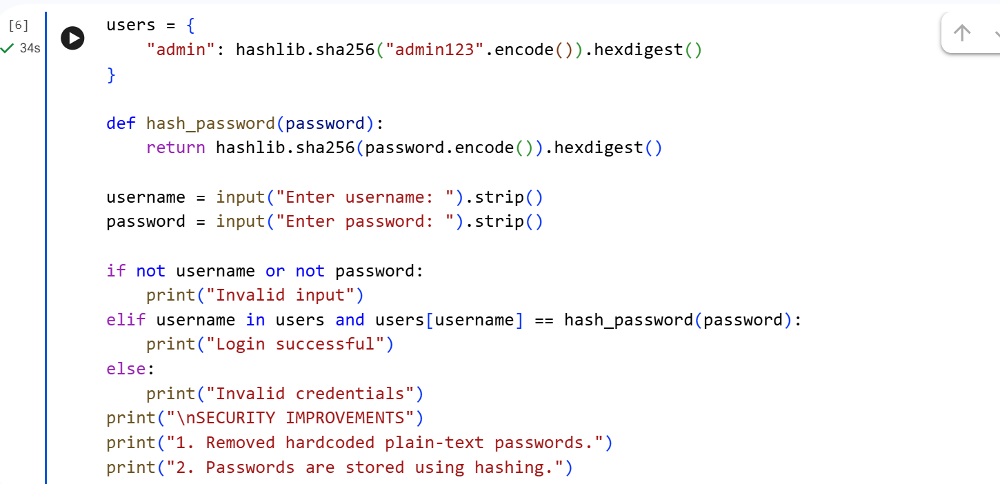 [6]
34s
users = {
    "admin": hashlib.sha256("admin123".encode()).hexdigest()
}
def hash_password(password):
    return hashlib.sha256(password.encode()).hexdigest()
username = input("Enter username: ").strip()
password = input("Enter password: ").strip()
if not username or not password:
    print("Invalid input")
elif username in users and users[username] == hash_password(password):
    print("Login successful")
else:
    print("Invalid credentials")
print("\nSECURITY IMPROVEMENTS")
print("1. Removed hardcoded plain-text passwords.")
print("2. Passwords are stored using hashing.")